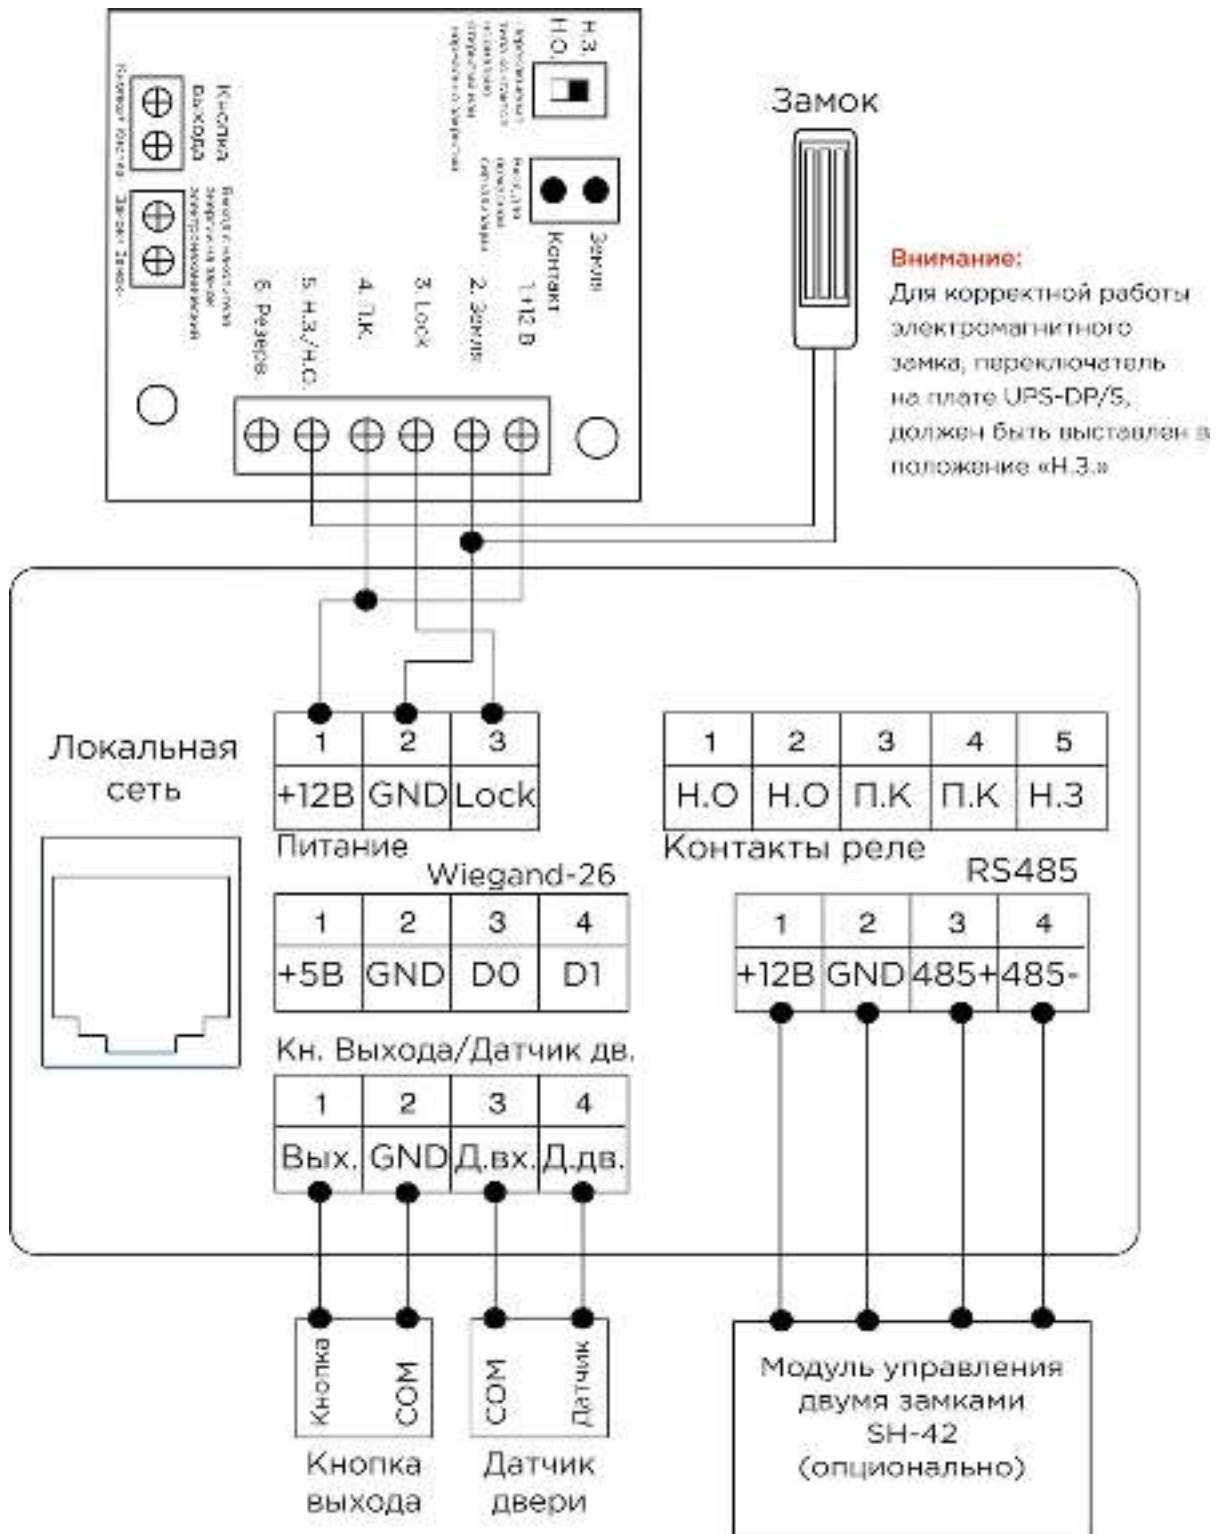 Н.О.
Н.З.
Кнопка
выхода
Контакт
Земля
6. Резерв.
5. Н.З./Н.О.
4. П.К.
3. Lock
2. Земля
1.+12 В
Замок
Внимание:
Для корректной работы
электромагнитного
замка, переключатель
на плате UPS-DP/S,
должен быть выставлен в
положение «Н.З.»
Локальная
сеть
1 2 3
+12В GND Lock
Питание
1 2 3 4 5
Н.О Н.О П.К П.К Н.З
Контакты реле
Wiegand-26
1 2 3 4
+5В GND D0 D1
RS485
1 2 3 4
+12В GND 485+ 485-
Кн. Выхода/Датчик дв.
1 2 3 4
Вых. GND Д.вх. Д.дв.
Кнопка COM
COM Датчик
Кнопка
выхода
Датчик
двери
Модуль управления
двумя замками
SH-42
(опционально)